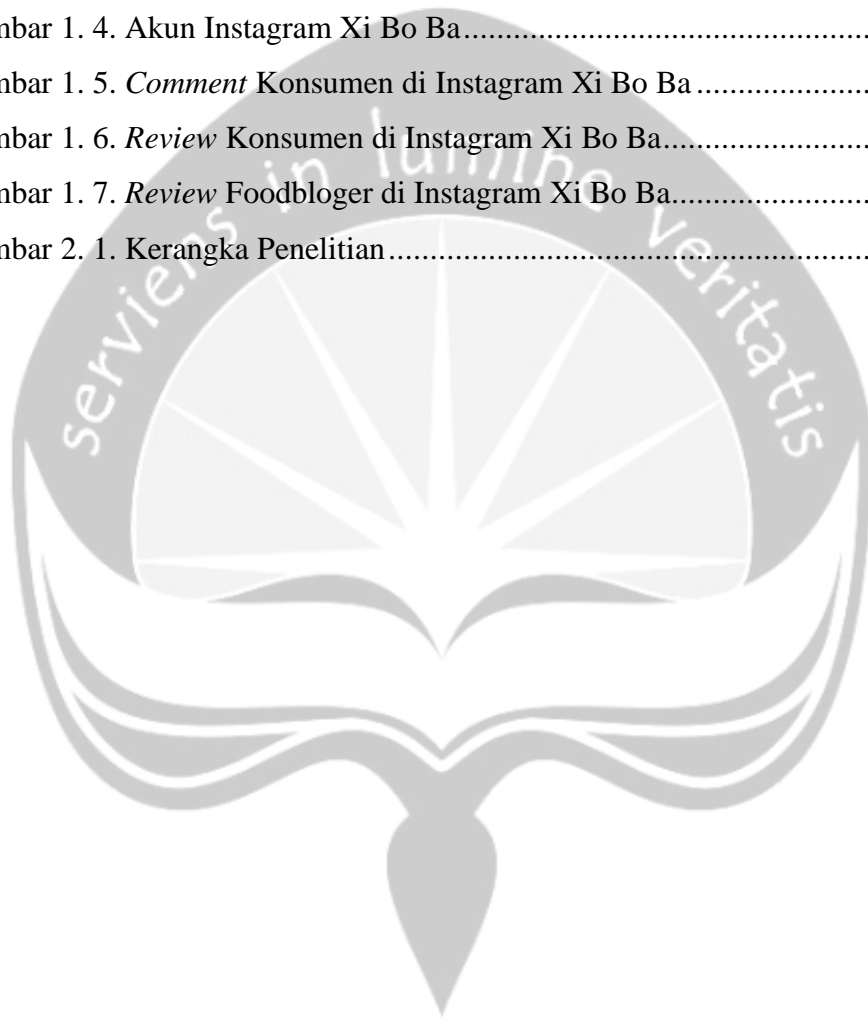 mbar 1. 4. Akun Instagram Xi Bo Ba
mbar 1. 5. Comment Konsumen di Instagram Xi Bo Ba
mbar 1. 6. Review Konsumen di Instagram Xi Bo Ba
mbar 1. 7. Review Foodbloger di Instagram Xi Bo Ba
mbar 2. 1. Kerangka Penelitian
serviens in lumine veritatis